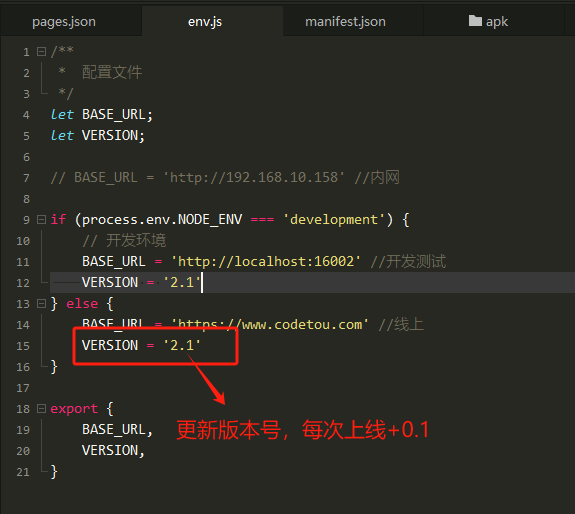 pages.json env.js manifest.json apk
1 /**
2 * 配置文件
3 */
4 let BASE_URL;
5 let VERSION;
6
7 // BASE_URL = 'http://192.168.10.158' //内网
8
9 if (process.env.NODE_ENV === 'development') {
10 // 开发环境
11 BASE_URL = 'http://localhost:16002' //开发测试
12 VERSION = '2.1'
13 } else {
14 BASE_URL = 'https://www.codetou.com' //线上
15 VERSION = '2.1'
16 }
17
18 export {
19 BASE_URL,
20 VERSION,
21 }
更新版本号，每次上线+0.1